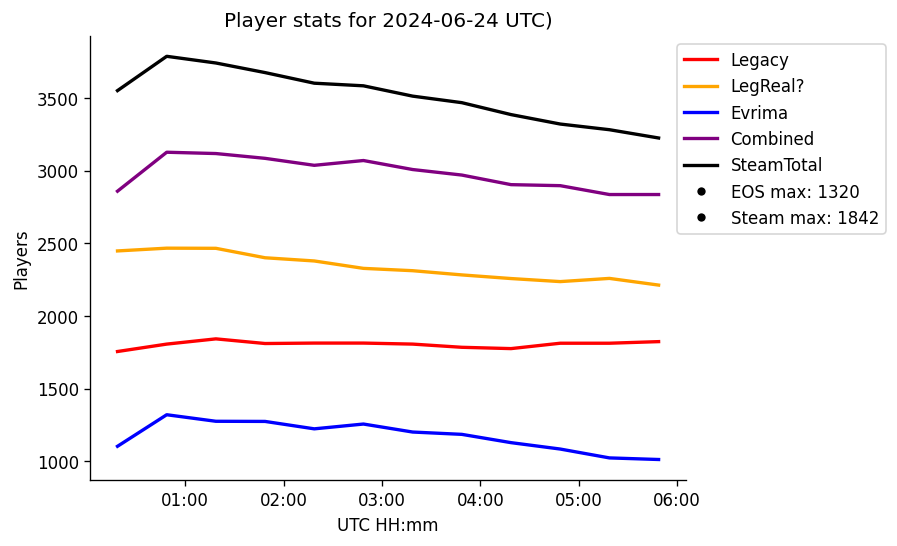 Player stats for 2024-06-24 UTC)
Legacy
LegReal?
Evrima
Combined
SteamTotal
EOS max: 1320
Steam max: 1842
Players
3500
3000
2500
2000
1500
1000
01:00 02:00 03:00 04:00 05:00 06:00
UTC HH:mm